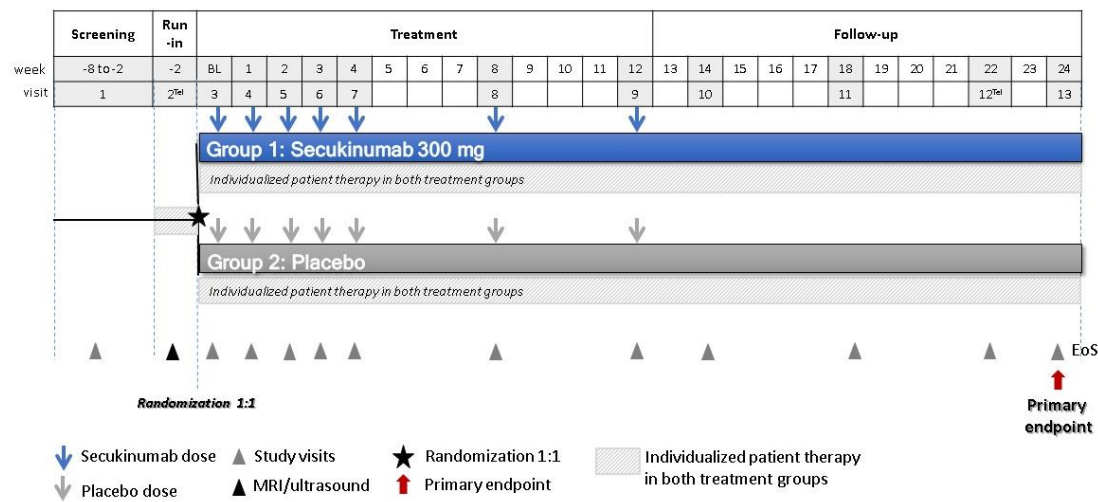 Screening Run -in Treatment Follow-up
week -8 to -2 -2 BL 1 2 3 4 5 6 7 8 9 10 11 12 13 14 15 16 17 18 19 20 21 22 23 24
visit 1 2Tel 3 4 5 6 7 8 9 10 11 12Tel 13
Group 1: Secukinumab 300 mg
Individualized patient therapy in both treatment groups
Group 2: Placebo
Individualized patient therapy in both treatment groups
EoS
Randomization 1:1
Primary
endpoint
Secukinumab dose
Placebo dose
Study visits
MRI/ultrasound
Randomization 1:1
Primary endpoint
Individualized patient therapy
in both treatment groups